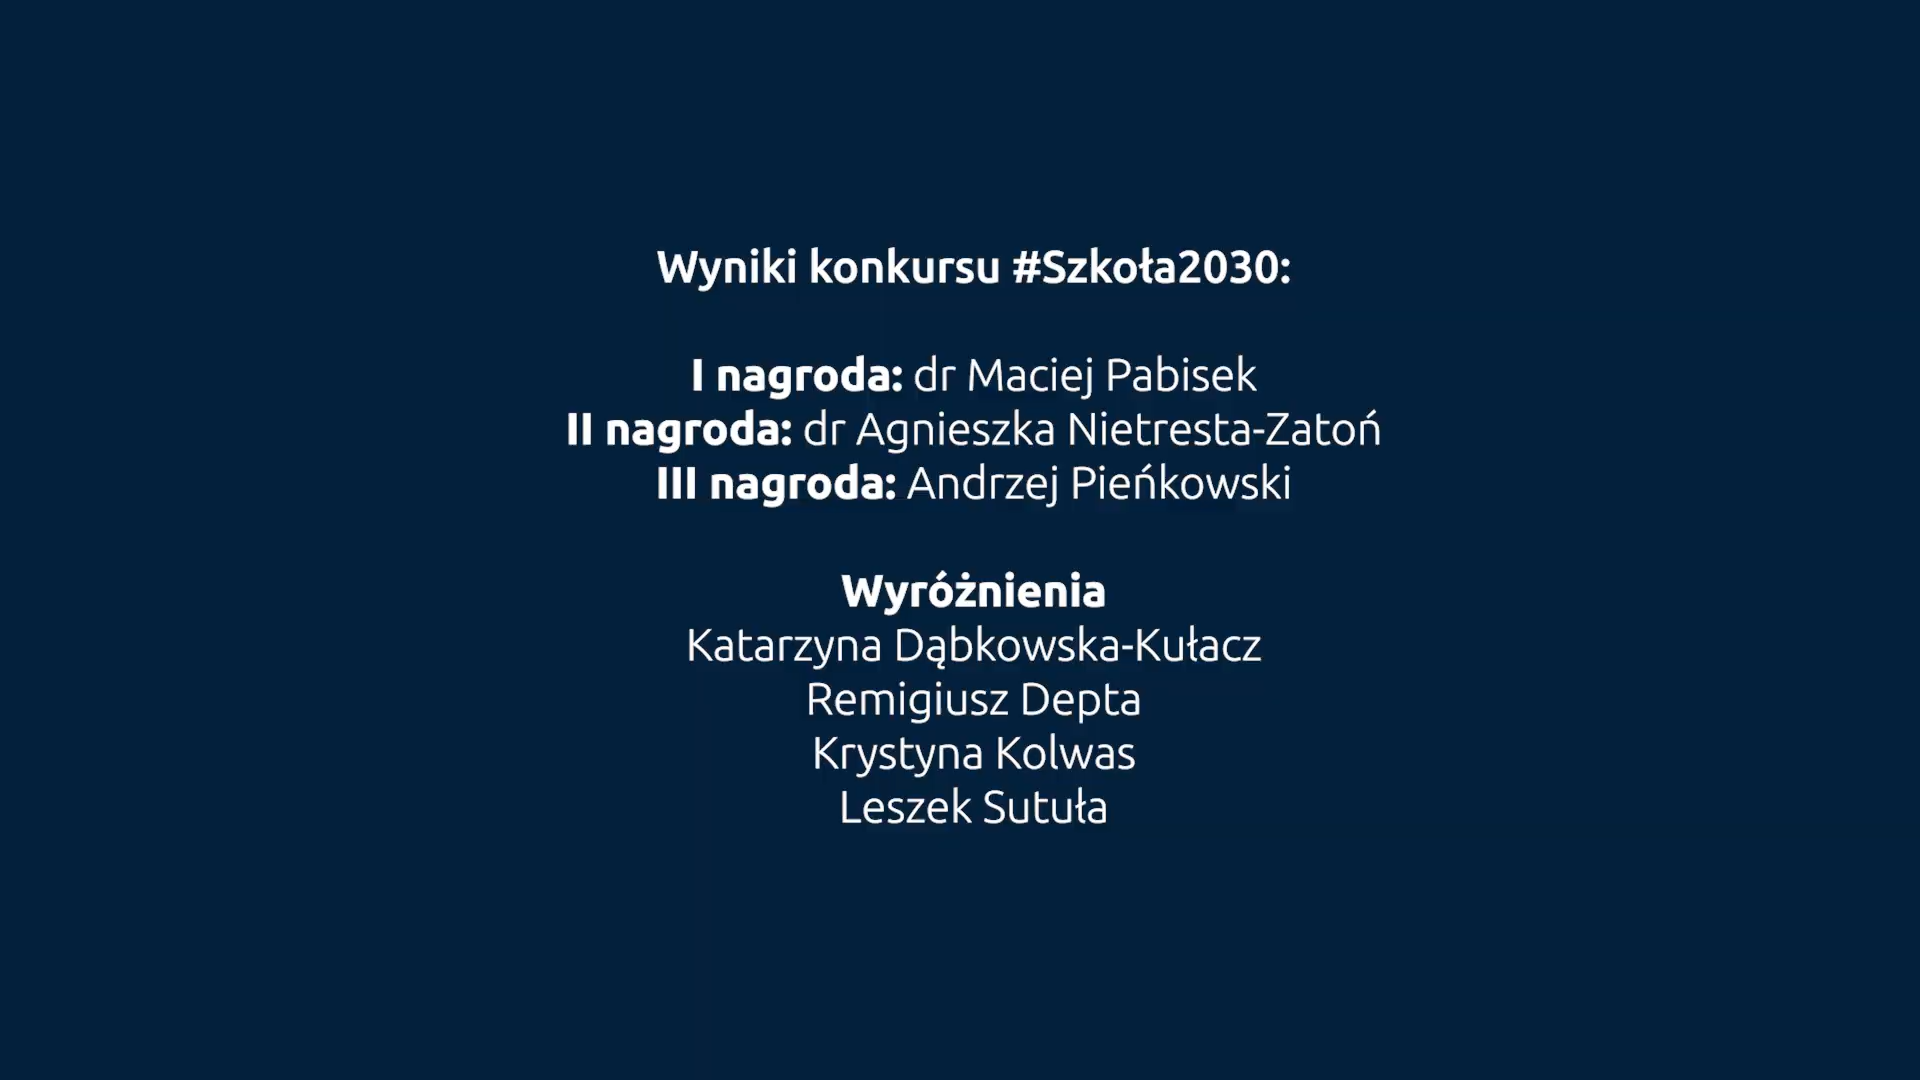 Wyniki konkursu #Szkoła2030:
I nagroda: dr Maciej Pabisek
II nagroda: dr Agnieszka Nietresta-Zatoń
III nagroda: Andrzej Pieńkowski
Wyróżnienia
Katarzyna Dąbkowska-Kułacz
Remigiusz Depta
Krystyna Kolwas
Leszek Sutuła